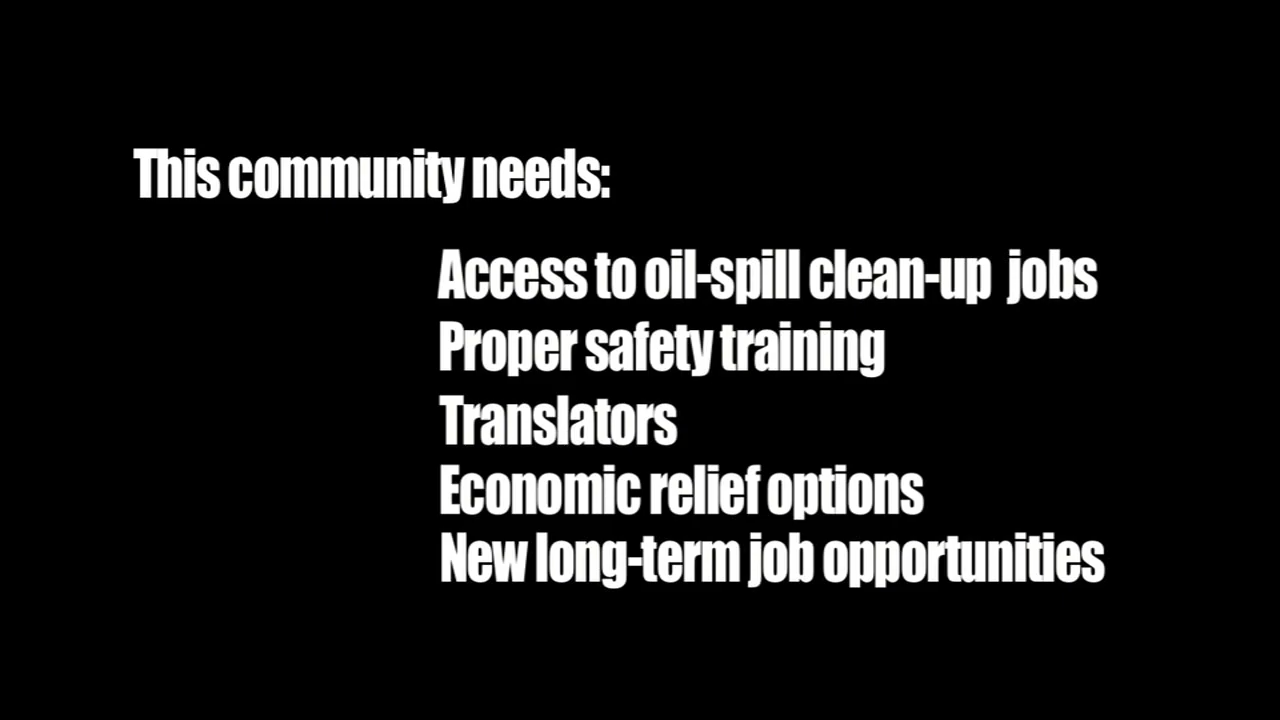 This community needs:
Access to oil-spill clean-up jobs
Proper safety training
Translators
Economic relief options
New long-term job opportunities